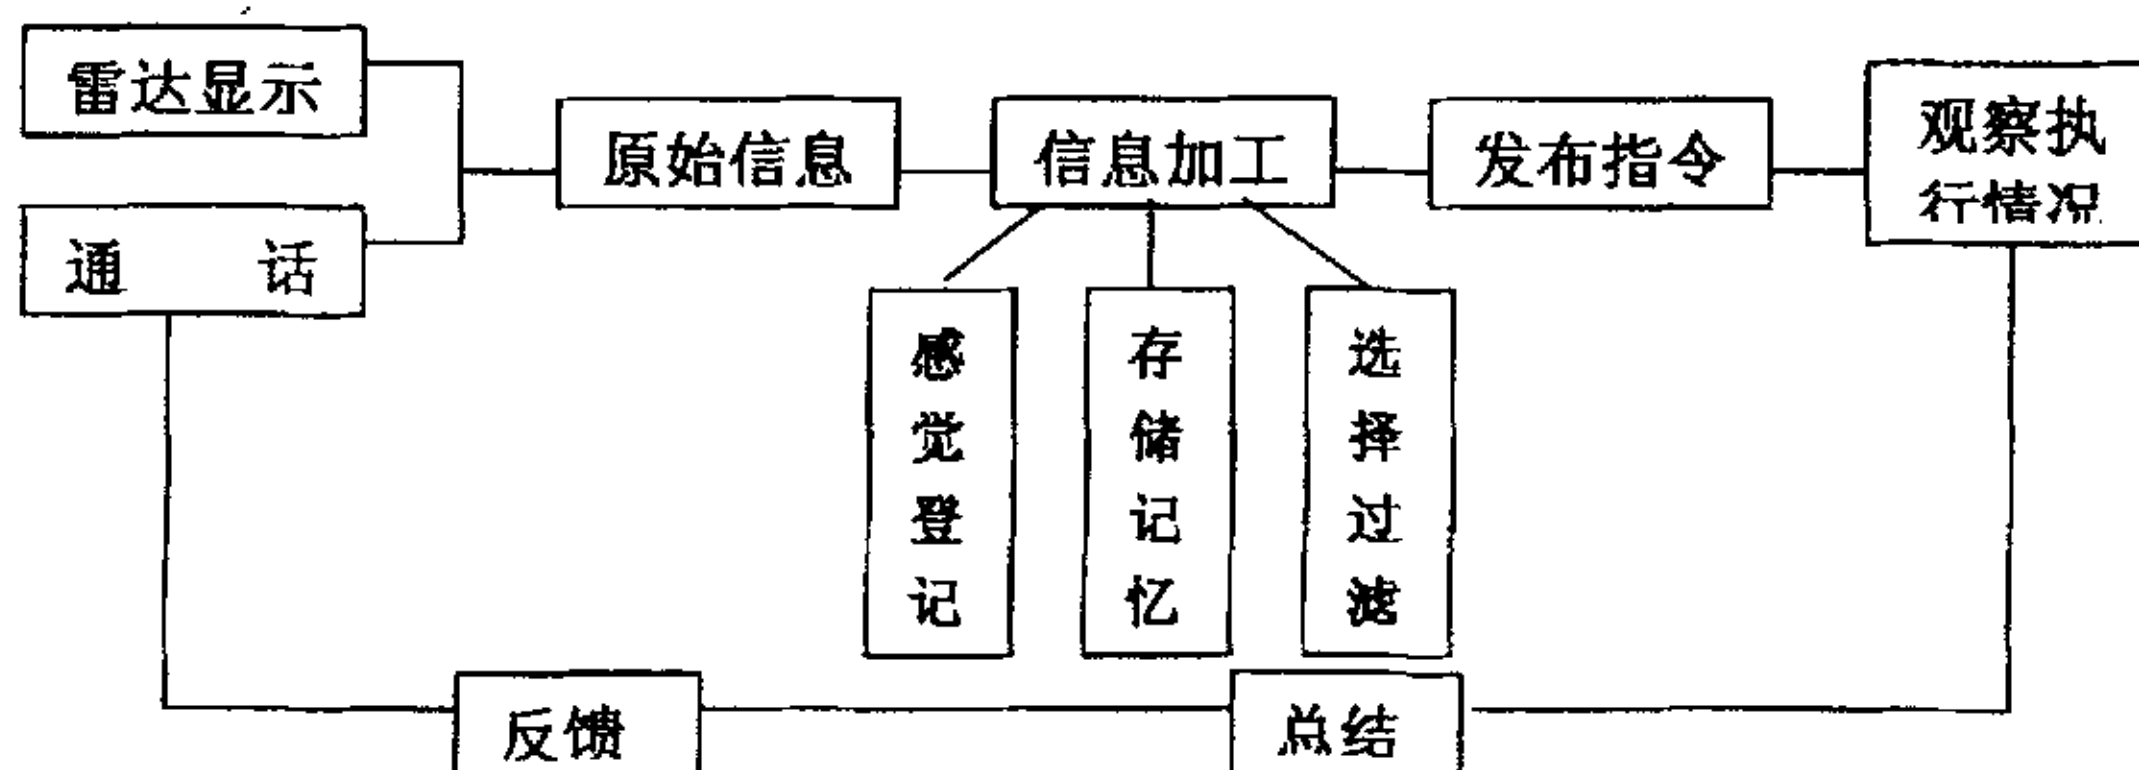 雷达显示
通 话
原始信息
信息加工
发布指令
观察执
行情况
感觉登记
存储记忆
选择过滤
反馈
总结